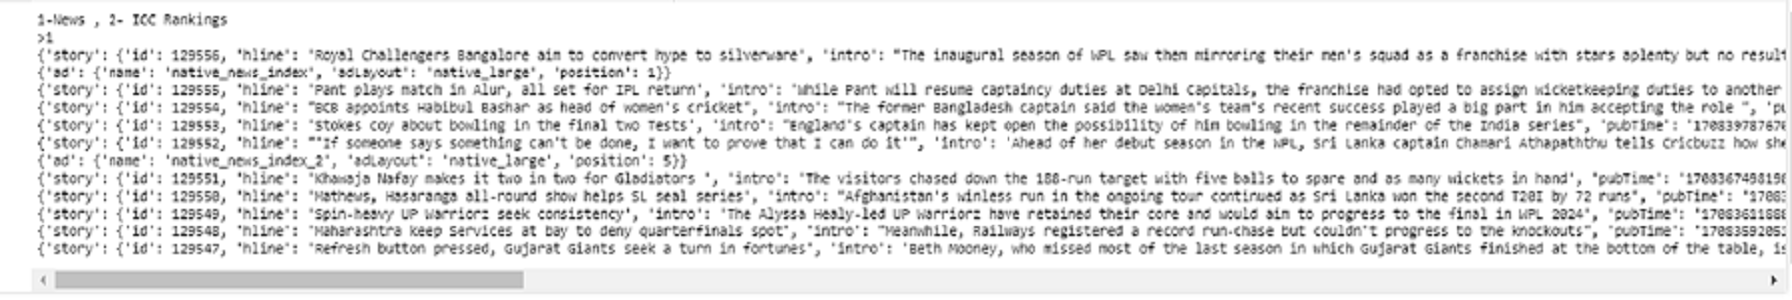 1-News , 2- ICC Rankings
>1
{'story': {'id': 129556, 'hline': 'Royal Challengers Bangalore aim to convert hype to silverware', 'intro': "The inaugural season of WPL saw them mirroring their men's squad as a franchise with stars aplenty but no result
{'ad': {'name': 'native_news_index', 'adLayout': 'native_large', 'position': 1}}
{'story': {'id': 129555, 'hline': 'Pant plays match in Alur, all set for IPL return', 'intro': 'While Pant will resume captaincy duties at Delhi Capitals, the franchise had opted to assign wicketkeeping duties to another
{'story': {'id': 129554, 'hline': "BCB appoints Habibul Bashar as head of women's cricket", 'intro': "The former Bangladesh captain said the women's team's recent success played a big part in him accepting the role ", 'pu
{'story': {'id': 129553, 'hline': 'Stokes coy about bowling in the final two Tests', 'intro': "England's captain has kept open the possibility of him bowling in the remainder of the India series", 'pubTime': '1708397876
{'story': {'id': 129552, 'hline': "'If someone says something can't be done, I want to prove that I can do it'", 'intro': 'Ahead of her debut season in the WPL, Sri Lanka captain Chamari Athapaththu tells Cricbuzz how she
{'ad': {'name': 'native_news_index_2', 'adLayout': 'native_large', 'position': 5}}
{'story': {'id': 129551, 'hline': 'Khawaja Nafay makes it two in two for Gladiators ', 'intro': 'The visitors chased down the 188-run target with five balls to spare and as many wickets in hand', 'pubTime':
{'story': {'id': 129550, 'hline': 'Mathews, Hasaranga all-round show helps SL seal series', 'intro': "Afghanistan's winless run in the ongoing tour continued as Sri Lanka won the second T20I by 72 runs", 'pubTime':
{'story': {'id': 129549, 'hline': 'Spin-heavy UP Warriorz seek consistency', 'intro': 'The Alyssa Healy-led UP Warriorz have retained their core and would aim to progress to the final in WPL 2024', 'pubTime':
{'story': {'id': 129548, 'hline': 'Maharashtra keep Services at bay to deny quarterfinals spot', 'intro': "Meanwhile, Railways registered a record run-chase but couldn't progress to the knockouts", 'pubTime':
{'story': {'id': 129547, 'hline': 'Refresh button pressed, Gujarat Giants seek a turn in fortunes', 'intro': 'Beth Mooney, who missed most of the last season in which Gujarat Giants finished at the bottom of the table, is